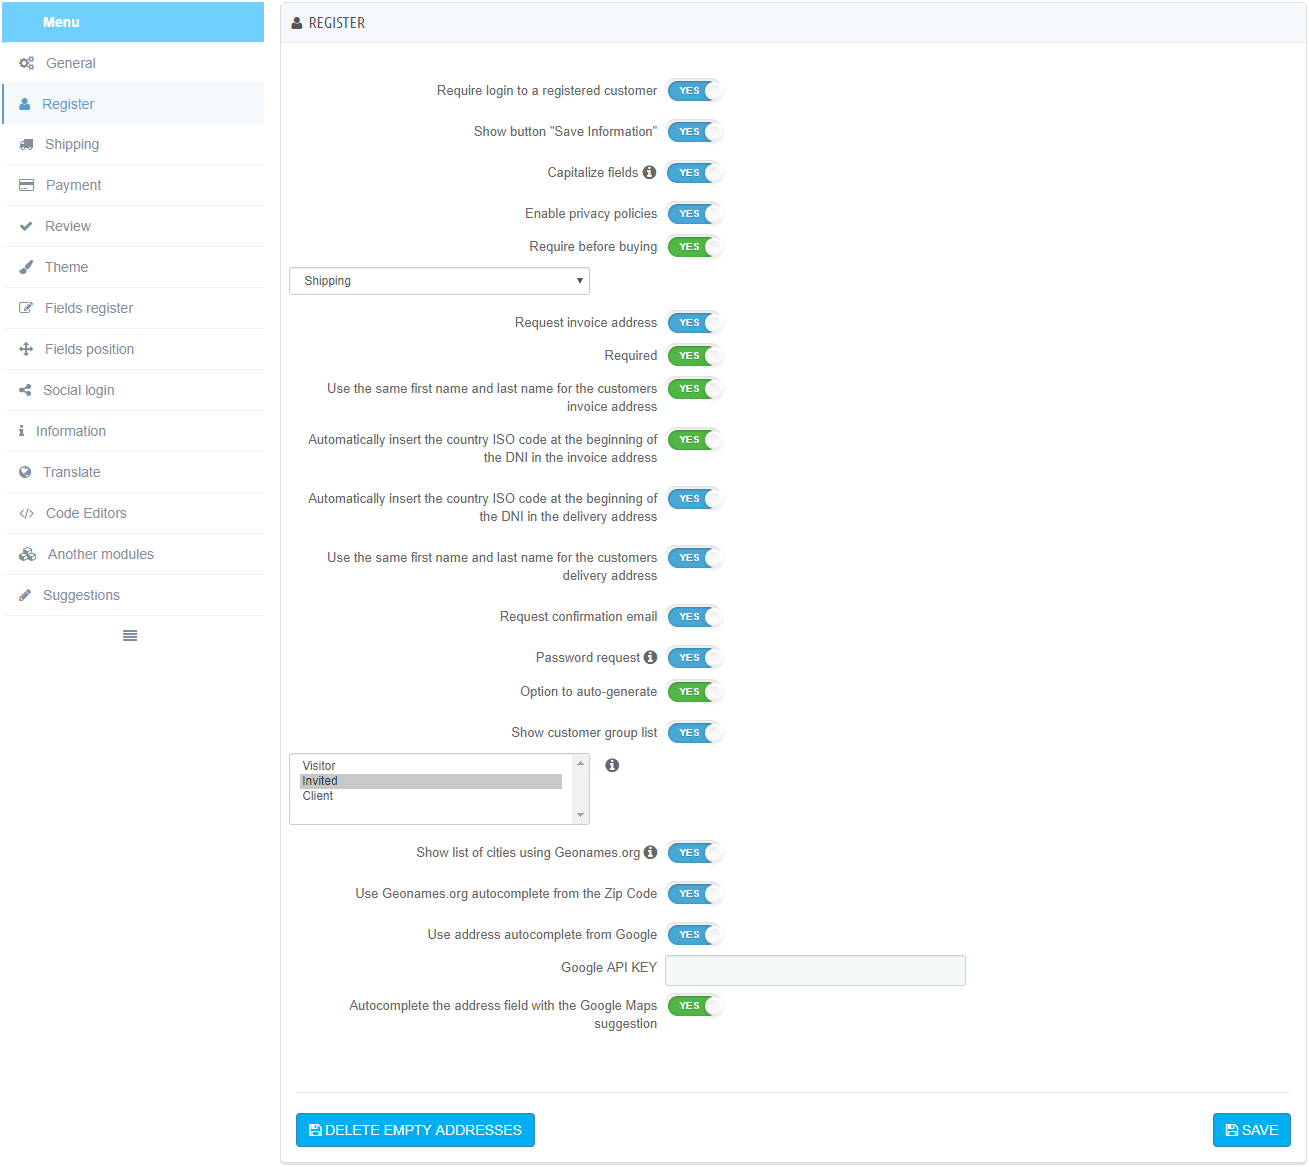 Menu
General
Register
Shipping
Payment
Review
Theme
Fields register
Fields position
Social login
Information
Translate
Code Editors
Another modules
Suggestions
REGISTER
Require login to a registered customer YES
Show button "Save Information" YES
Capitalize fields YES
Enable privacy policies YES
Require before buying YES
Shipping
Request invoice address YES
Required YES
Use the same first name and last name for the customers YES
invoice address
Automatically insert the country ISO code at the beginning of YES
the DNI in the invoice address
Automatically insert the country ISO code at the beginning of YES
the DNI in the delivery address
Use the same first name and last name for the customers YES
delivery address
Request confirmation email YES
Password request YES
Option to auto-generate YES
Show customer group list YES
Visitor
Invited
Client
Show list of cities using Geonames.org YES
Use Geonames.org autocomplete from the Zip Code YES
Use address autocomplete from Google YES
Google API KEY
Autocomplete the address field with the Google Maps YES
suggestion
DELETE EMPTY ADDRESSES
SAVE